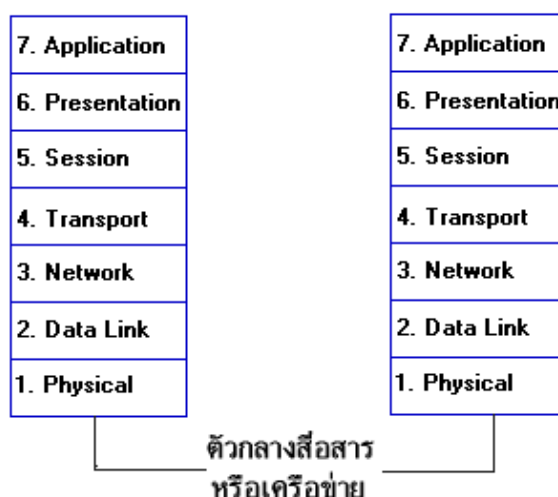 7. Application
6. Presentation
5. Session
4. Transport
3. Network
2. Data Link
1. Physical
7. Application
6. Presentation
5. Session
4. Transport
3. Network
2. Data Link
1. Physical
ตัวกลางสื่อสาร
หรือเครือข่าย